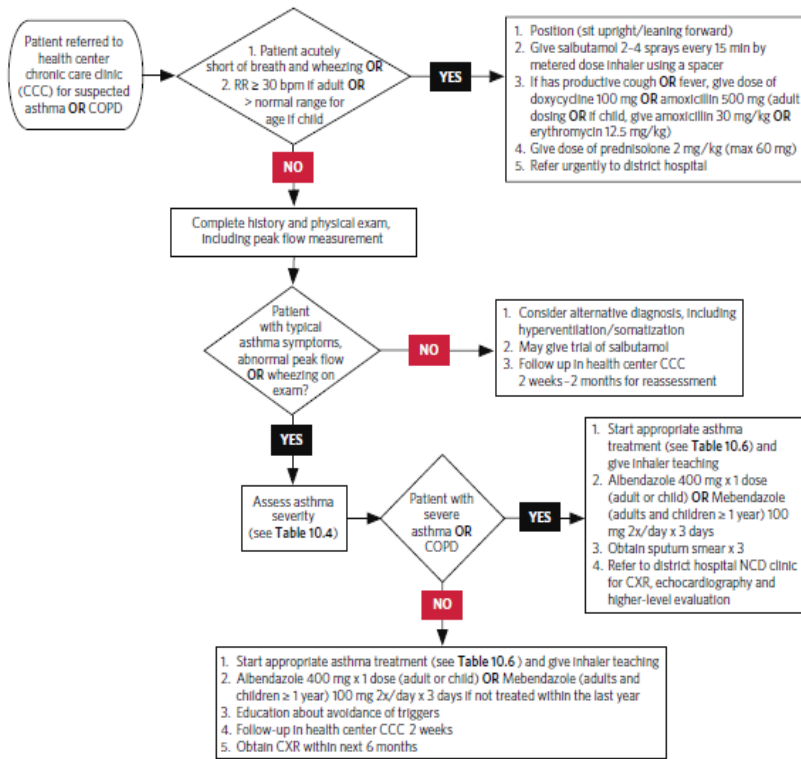 Patient referred to
health center
chronic care clinic
(CCC) for suspected
asthma OR COPD
1. Patient acutely
short of breath and wheezing OR
2. RR ≥ 30 bpm if adult OR
> normal range for
age if child
YES
1. Position (sit upright/leaning forward)
2. Give salbutamol 2–4 sprays every 15 min by
metered dose inhaler using a spacer
3. If has productive cough OR fever, give dose of
doxycycline 100 mg OR amoxicillin 500 mg (adult
dosing OR if child, give amoxicillin 30 mg/kg OR
erythromycin 12.5 mg/kg)
4. Give dose of prednisolone 2 mg/kg (max 60 mg)
5. Refer urgently to district hospital
NO
Complete history and physical exam,
including peak flow measurement
Patient
with typical
asthma symptoms,
abnormal peak flow
OR wheezing on
exam?
NO
1. Consider alternative diagnosis, including
hyperventilation/somatization
2. May give trial of salbutamol
3. Follow up in health center CCC
2 weeks–2 months for reassessment
YES
Assess asthma
severity
(see Table 10.4)
Patient with
severe
asthma OR
COPD
YES
1. Start appropriate asthma
treatment (see Table 10.6) and
give inhaler teaching
2. Albendazole 400 mg x 1 dose
(adult or child) OR Mebendazole
(adults and children ≥ 1 year) 100
mg 2x/day x 3 days
3. Obtain sputum smear x 3
4. Refer to district hospital NCD clinic
for CXR, echocardiography and
higher-level evaluation
NO
1. Start appropriate asthma treatment (see Table 10.6 ) and give inhaler teaching
2. Albendazole 400 mg x 1 dose (adult or child) OR Mebendazole (adults and
children ≥ 1 year) 100 mg 2x/day x 3 days if not treated within the last year
3. Education about avoidance of triggers
4. Follow-up in health center CCC 2 weeks
5. Obtain CXR within next 6 months